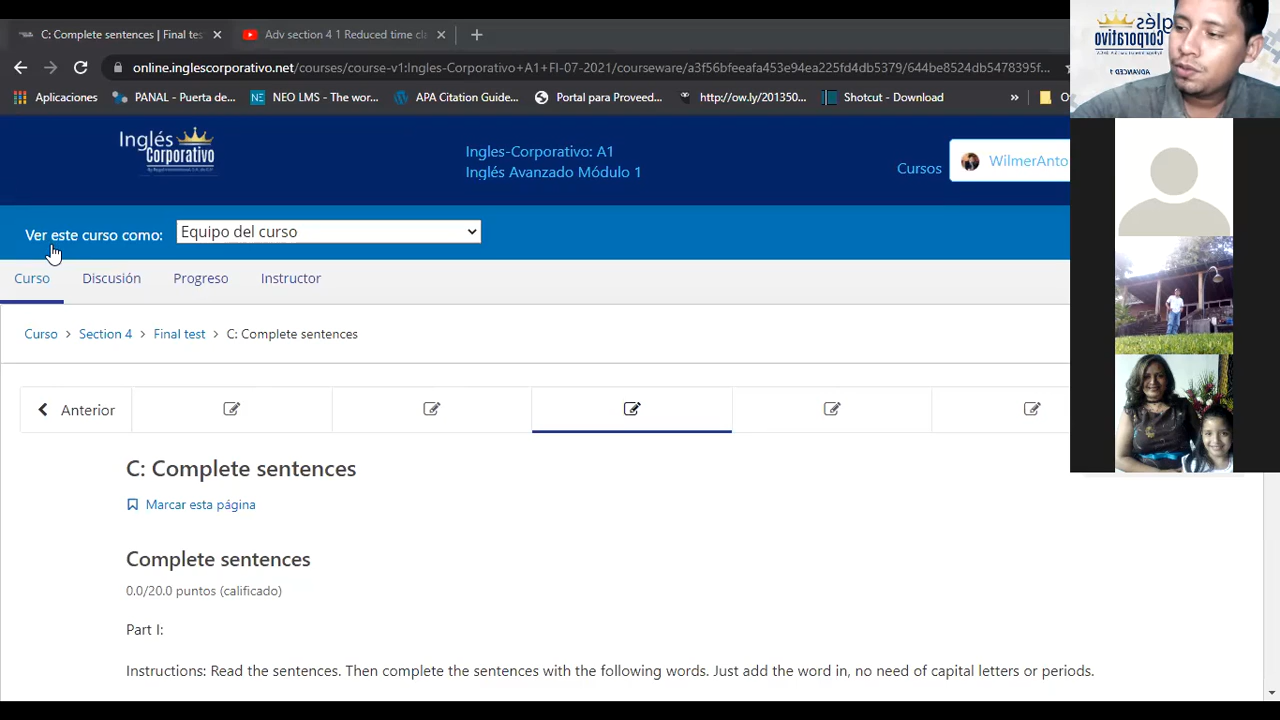 C: Complete sentences | Final tes
Adv section 4 1 Reduced time cl
online.inglescorporativo.net/courses/course-v1:Ingles-Corporativo+A1+FI-07-2021/courseware/a8f56bfeeafa453e94ea225fd4db5379/644be8524db5478395f...
Aplicaciones
PANAL - Puerta de...
NEO LMS - The wor...
APA Citation Guide...
Portal para Proveed...
http://ow.ly/201350...
Shotcut - Download
»
O
Inglés
Corporativo
Ingles-Corporativo: A1
Inglés Avanzado Módulo 1
Cursos
WilmerAnto
Ver este curso como:
Equipo del curso
Curso
Discusión
Progreso
Instructor
Curso > Section 4 > Final test > C: Complete sentences
Anterior
C: Complete sentences
Marcar esta página
Complete sentences
0.0/20.0 puntos (calificado)
Part I:
Instructions: Read the sentences. Then complete the sentences with the following words. Just add the word in, no need of capital letters or periods.
glés
Corporativo
ADVANCED 1